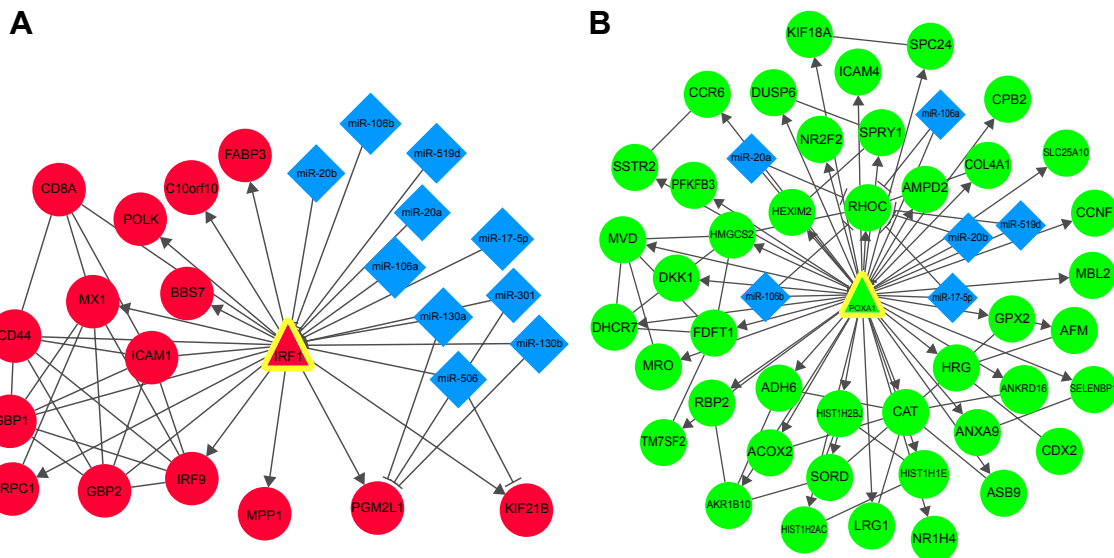 A
miR-106b
FABP3
miR-519d
C10orf10
miR-20b
CD8A
POLK
miR-20a
miR-17-5p
BBS7
miR-106a
miR-301
MX1
miR-130a
CD44
ICAM1
IRF1
miR-130b
miR-506
GBP1
RPC1
GBP2
IRF9
MPP1
PGM2L1
KIF21B
B
KIF18A
SPC24
ICAM4
CCR6
DUSP6
CPB2
miR-106a
NR2F2
SPRY1
SLC25A10
miR-20a
SSTR2
PFKFB3
COL4A1
AMPD2
HEXIM2
RHOC
CCNF
miR-519d
miR-20b
MVD
HMGCS2
DKK1
MBL2
miR-106b
miR-17-5p
POXA1
GPX2
DHCR7
FDFT1
AFM
MRO
HRG
ADH6
ANKRD16
SELENBP1
RBP2
HIST1H2BJ
CAT
ANXA9
TM7SF2
ACOX2
CDX2
SORD
HIST1H1E
ASB9
AKR1B10
HIST1H2AC
LRG1
NR1H4